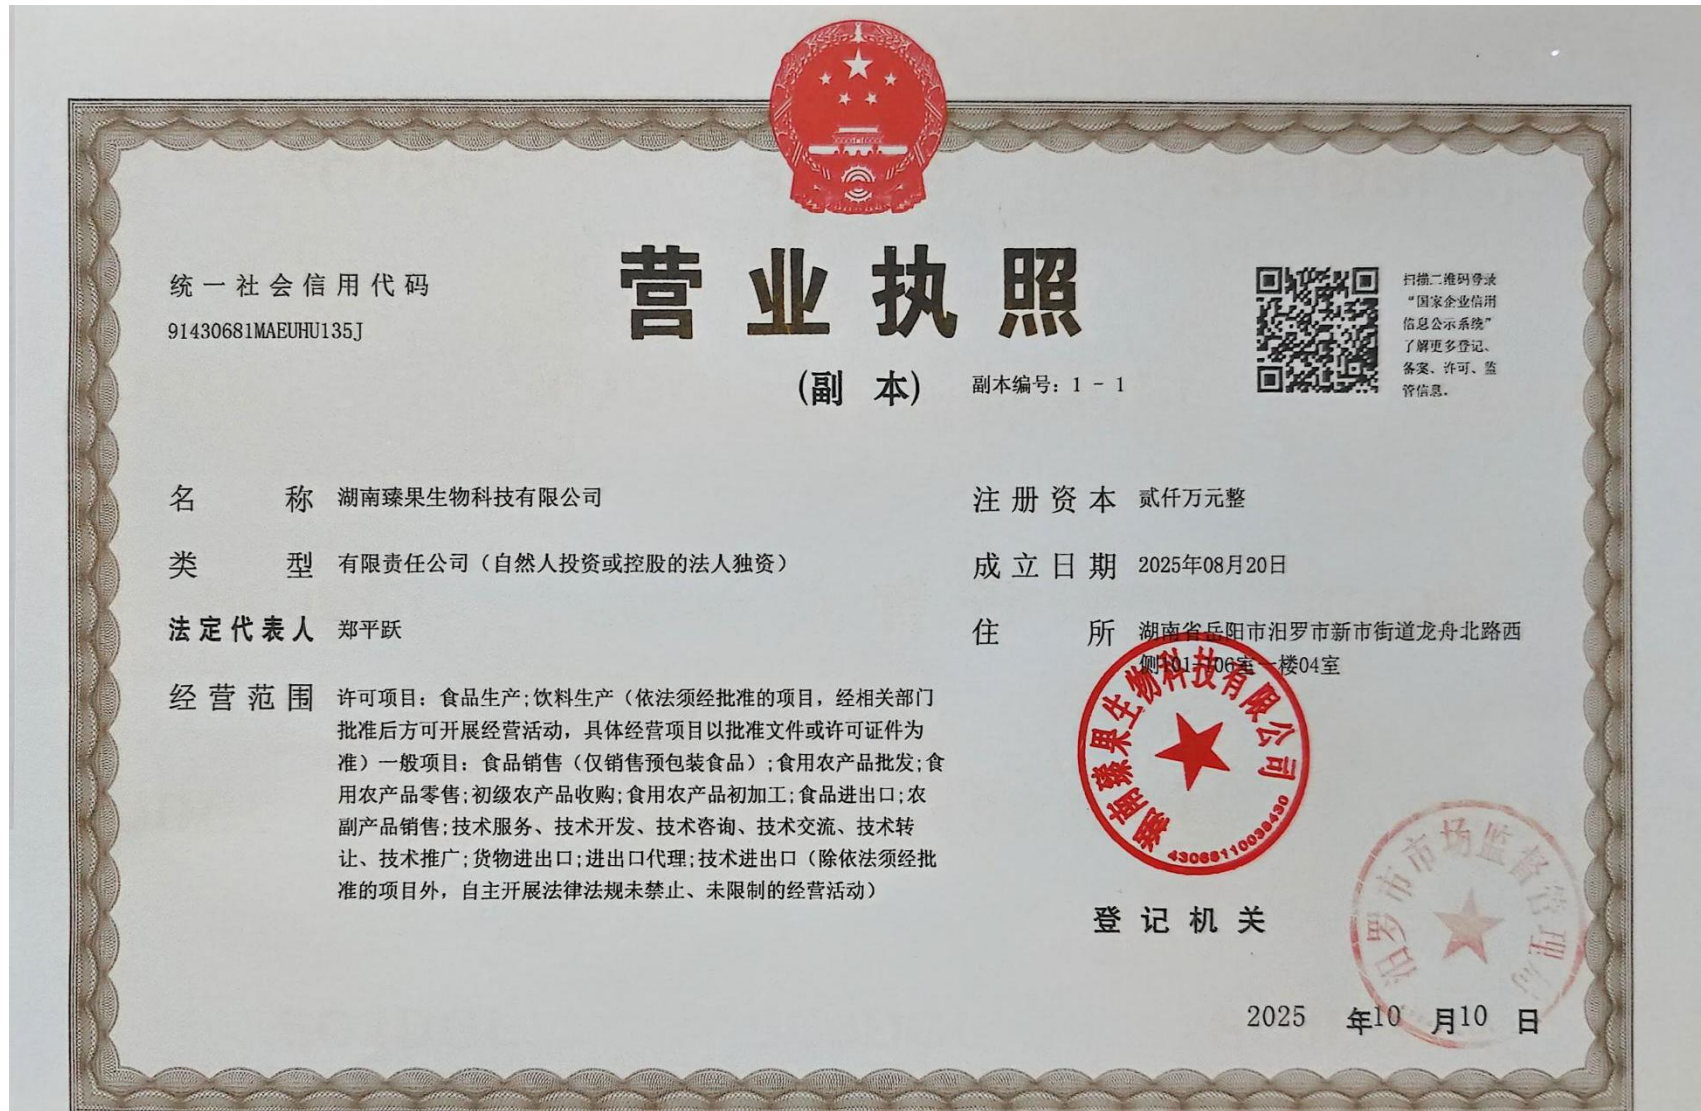 统一社会信用代码
91430681MAEUHU135J
营业执照
(副 本)
副本编号：1 - 1
扫描二维码登录
“国家企业信用
信息公示系统”
了解更多登记、
备案、许可、监
管信息。
名 称 湖南臻果生物科技有限公司
类 型 有限责任公司（自然人投资或控股的法人独资）
法定代表人 郑平跃
经营范围 许可项目：食品生产;饮料生产（依法须经批准的项目，经相关部门
批准后方可开展经营活动，具体经营项目以批准文件或许可证件为
准）一般项目：食品销售（仅销售预包装食品）;食用农产品批发;食
用农产品零售;初级农产品收购;食用农产品初加工;食品进出口;农
副产品销售;技术服务、技术开发、技术咨询、技术交流、技术转
让、技术推广;货物进出口;进出口代理;技术进出口（除依法须经批
准的项目外，自主开展法律法规未禁止、未限制的经营活动）
注册资本 贰仟万元整
成立日期 2025年08月20日
住 所 湖南省岳阳市汨罗市新市街道龙舟北路西
侧101-106室一楼04室
湖南臻果生物科技有限公司
43068110038430
登记机关
汨罗市市场监督管理局
2025 年10 月10 日